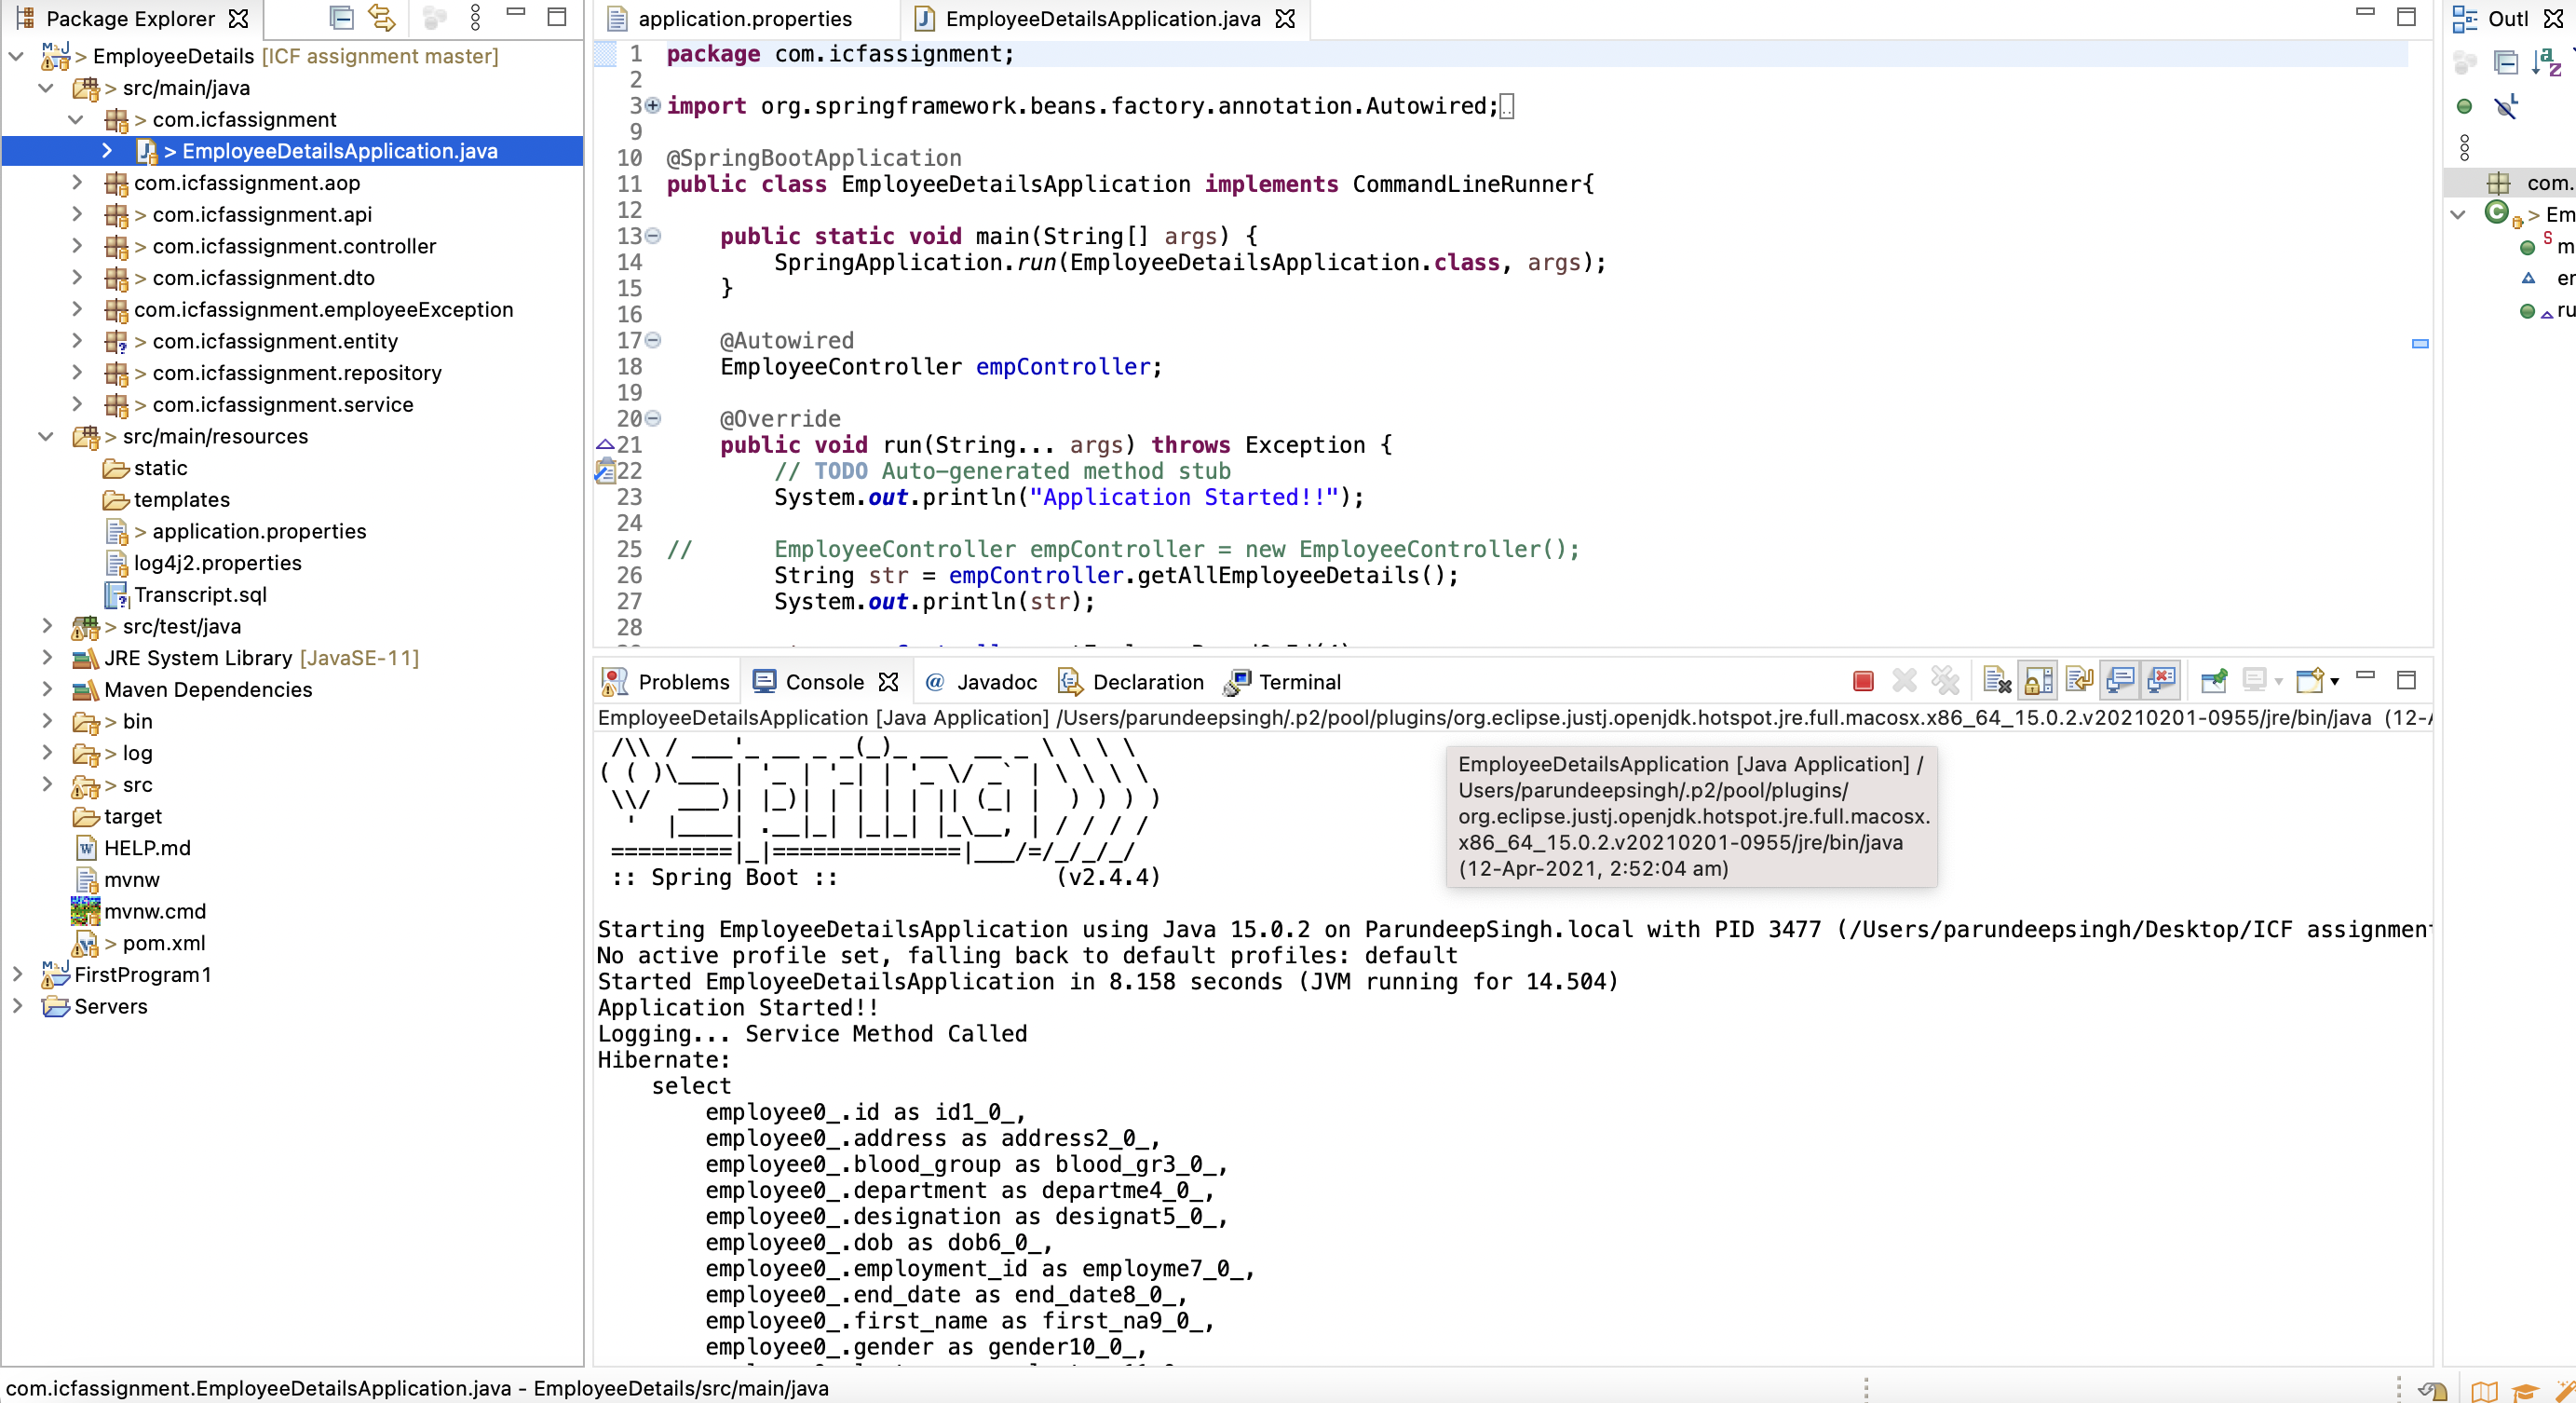 Package Explorer
EmployeeDetails [ICF assignment master]
src/main/java
com.icfassignment
EmployeeDetailsApplication.java
com.icfassignment.aop
com.icfassignment.api
com.icfassignment.controller
com.icfassignment.dto
com.icfassignment.employeeException
com.icfassignment.entity
com.icfassignment.repository
com.icfassignment.service
src/main/resources
static
templates
application.properties
log4j2.properties
Transcript.sql
src/test/java
JRE System Library [JavaSE-11]
Maven Dependencies
bin
log
src
target
HELP.md
mvnw
mvnw.cmd
pom.xml
FirstProgram1
Servers
application.properties
EmployeeDetailsApplication.java
1 package com.icfassignment;
2
3 import org.springframework.beans.factory.annotation.Autowired;
9
10 @SpringBootApplication
11 public class EmployeeDetailsApplication implements CommandLineRunner{
12
13 public static void main(String[] args) {
14 SpringApplication.run(EmployeeDetailsApplication.class, args);
15 }
16
17 @Autowired
18 EmployeeController empController;
19
20 @Override
21 public void run(String... args) throws Exception {
22 // TODO Auto-generated method stub
23 System.out.println("Application Started!!");
24
25 // EmployeeController empController = new EmployeeController();
26 String str = empController.getAllEmployeeDetails();
27 System.out.println(str);
28
Problems
Console
Javadoc
Declaration
Terminal
EmployeeDetailsApplication [Java Application] /Users/parundeepsingh/.p2/pool/plugins/org.eclipse.justj.openjdk.hotspot.jre.full.macosx.x86_64_15.0.2.v20210201-0955/jre/bin/java (12-A
EmployeeDetailsApplication [Java Application] /
Users/parundeepsingh/.p2/pool/plugins/
org.eclipse.justj.openjdk.hotspot.jre.full.macosx.
x86_64_15.0.2.v20210201-0955/jre/bin/java
(12-Apr-2021, 2:52:04 am)
:: Spring Boot :: (v2.4.4)
Starting EmployeeDetailsApplication using Java 15.0.2 on ParundeepSingh.local with PID 3477 (/Users/parundeepsingh/Desktop/ICF assignment
No active profile set, falling back to default profiles: default
Started EmployeeDetailsApplication in 8.158 seconds (JVM running for 14.504)
Application Started!!
Logging... Service Method Called
Hibernate:
select
employee0_.id as id1_0_,
employee0_.address as address2_0_,
employee0_.blood_group as blood_gr3_0_,
employee0_.department as departme4_0_,
employee0_.designation as designat5_0_,
employee0_.dob as dob6_0_,
employee0_.employment_id as employme7_0_,
employee0_.end_date as end_date8_0_,
employee0_.first_name as first_na9_0_,
employee0_.gender as gender10_0_,
Outl
com.
Em
m
er
ru
com.icfassignment.EmployeeDetailsApplication.java - EmployeeDetails/src/main/java